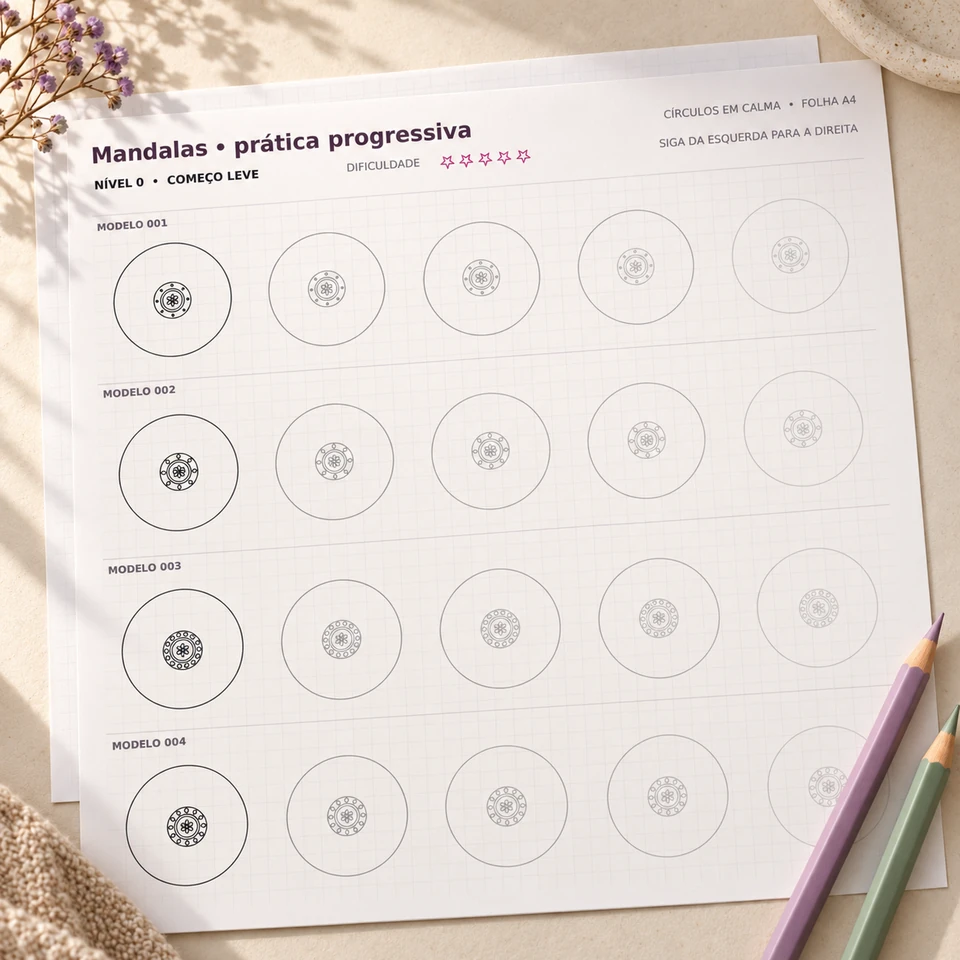 Mandalas • prática progressiva
CÍRCULOS EM CALMA • FOLHA A4
NÍVEL 0 • COMEÇO LEVE
DIFICULDADE ☆☆☆☆☆
SIGA DA ESQUERDA PARA A DIREITA
MODELO 001
MODELO 002
MODELO 003
MODELO 004